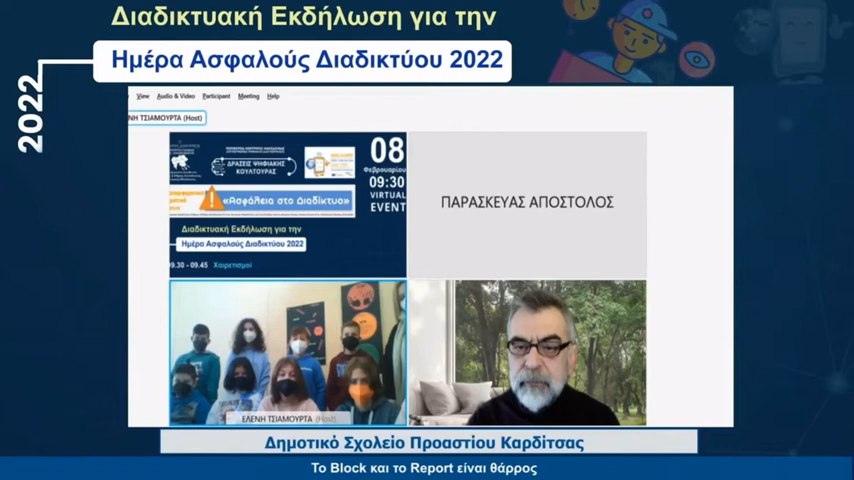 Διαδικτυακή Εκδήλωση για την
Ημέρα Ασφαλούς Διαδικτύου 2022
2022
View Audio & Video Participant Meeting Help
ΝΗ ΤΣΙΑΜΟΥΡΤΑ (Host)
ΔΡΑΣΕΙΣ ΨΗΦΙΑΚΗΣ
ΚΟΥΛΤΟΥΡΑΣ
08
Φεβρουαρίου
09:30
VIRTUAL
EVENT
«Ασφάλεια στο Διαδίκτυο»
Διαδικτυακή Εκδήλωση για την
Ημέρα Ασφαλούς Διαδικτύου 2022
09.30 - 09.45 Χαιρετισμοί
ΠΑΡΑΣΚΕΥΑΣ ΑΠΟΣΤΟΛΟΣ
ΕΛΕΝΗ ΤΣΙΑΜΟΥΡΤΑ (Host)
Δημοτικό Σχολείο Προαστίου Καρδίτσας
Το Block και το Report είναι θάρρος